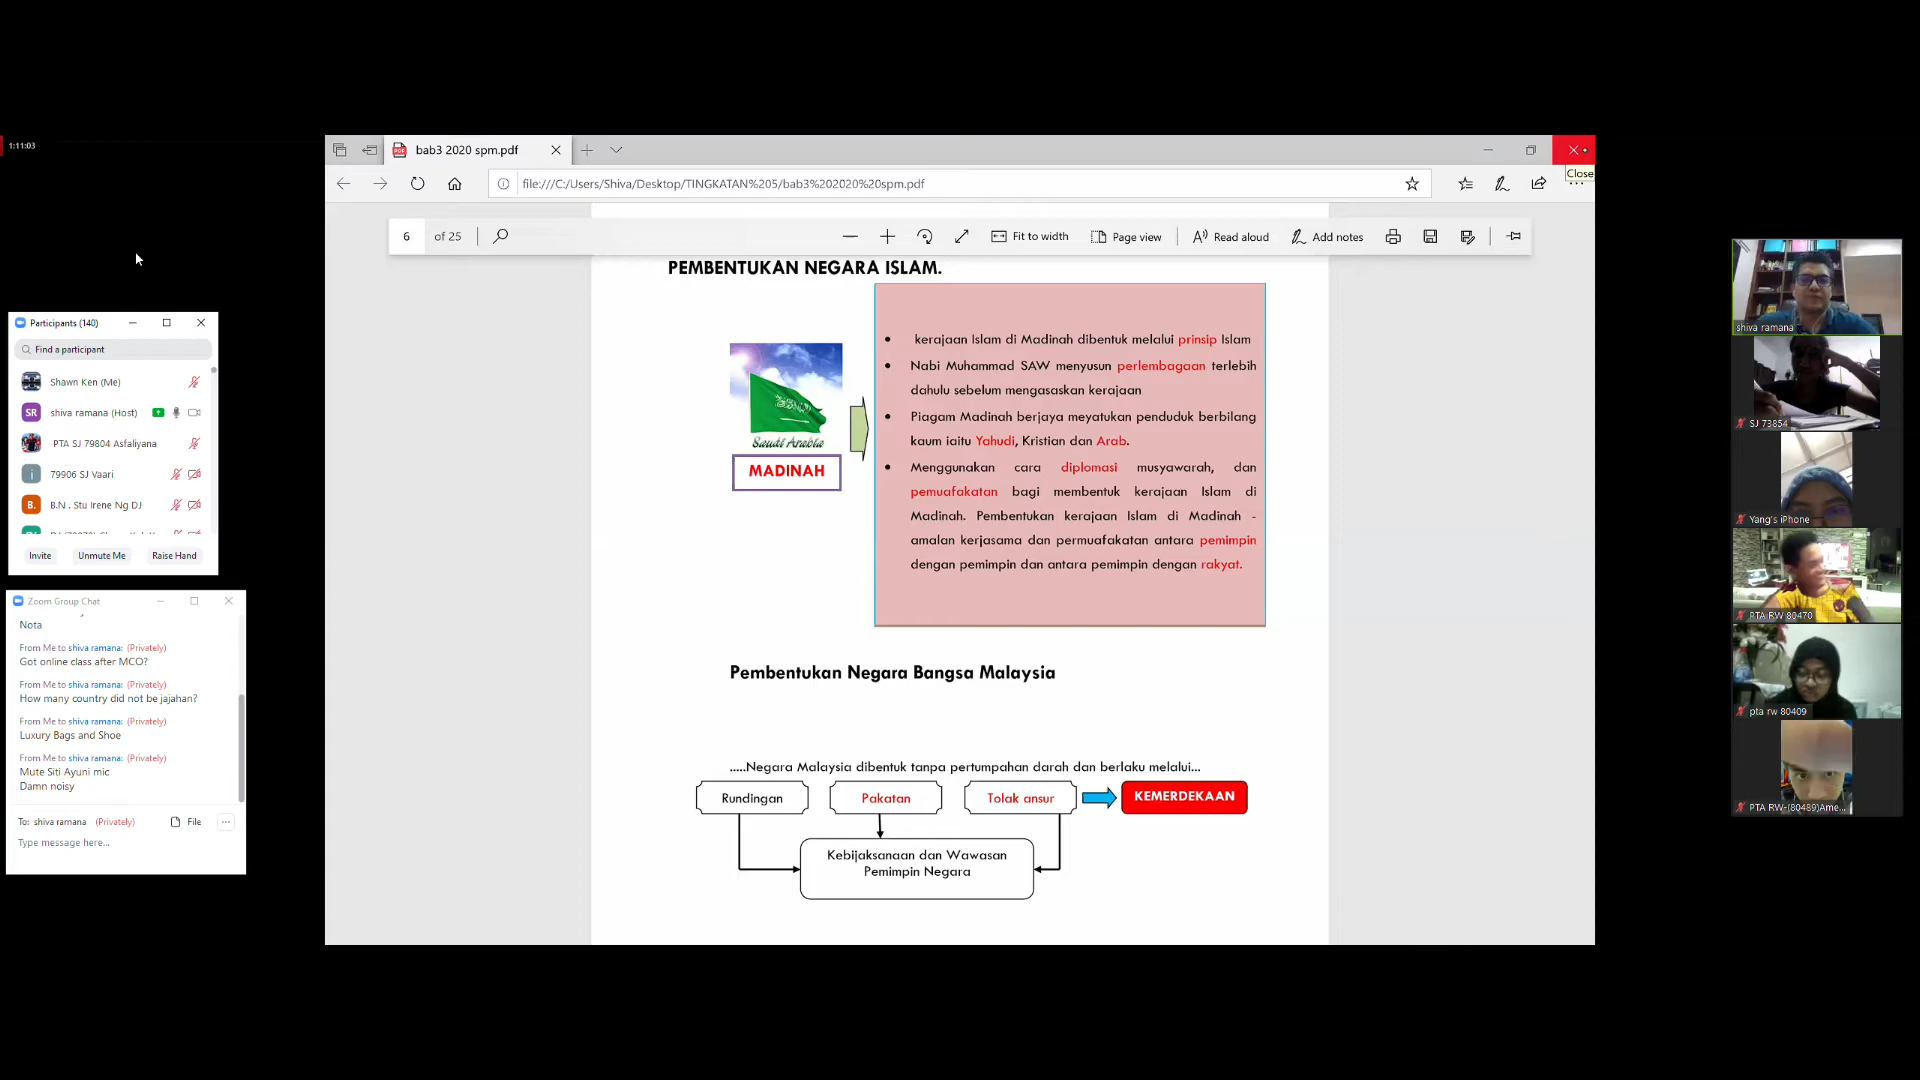 1:11:03
bab3 2020 spm.pdf
file:///C:/Users/Shiva/Desktop/TINGKATAN%205/bab3%202020%20spm.pdf
Close
6 of 25
Fit to width
Page view
Read aloud
Add notes
PEMBENTUKAN NEGARA ISLAM.
Saudi Arabia
MADINAH
• kerajaan Islam di Madinah dibentuk melalui prinsip Islam
• Nabi Muhammad SAW menyusun perlembagaan terlebih
dahulu sebelum mengasaskan kerajaan
• Piagam Madinah berjaya meyatukan penduduk berbilang
kaum iaitu Yahudi, Kristian dan Arab.
• Menggunakan cara diplomasi musyawarah, dan
pemuafakatan bagi membentuk kerajaan Islam di
Madinah. Pembentukan kerajaan Islam di Madinah -
amalan kerjasama dan permuafakatan antara pemimpin
dengan pemimpin dan antara pemimpin dengan rakyat.
Pembentukan Negara Bangsa Malaysia
.....Negara Malaysia dibentuk tanpa pertumpahan darah dan berlaku melalui...
Rundingan
Pakatan
Tolak ansur
KEMERDEKAAN
Kebijaksanaan dan Wawasan
Pemimpin Negara
Participants (140)
Find a participant
Shawn Ken (Me)
SR shiva ramana (Host)
PTA SJ 79804 Asfaliyana
i 79906 SJ Vaari
B. B.N . Stu Irene Ng DJ
Invite
Unmute Me
Raise Hand
Zoom Group Chat
Nota
From Me to shiva ramana: (Privately)
Got online class after MCO?
From Me to shiva ramana: (Privately)
How many country did not be jajahan?
From Me to shiva ramana: (Privately)
Luxury Bags and Shoe
From Me to shiva ramana: (Privately)
Mute Siti Ayuni mic
Damn noisy
To: shiva ramana (Privately)
File
Type message here...
shiva ramana
SJ 73854
Yang's iPhone
PTA RW 80470
pta rw 80409
PTA RW-(80489)Ame...